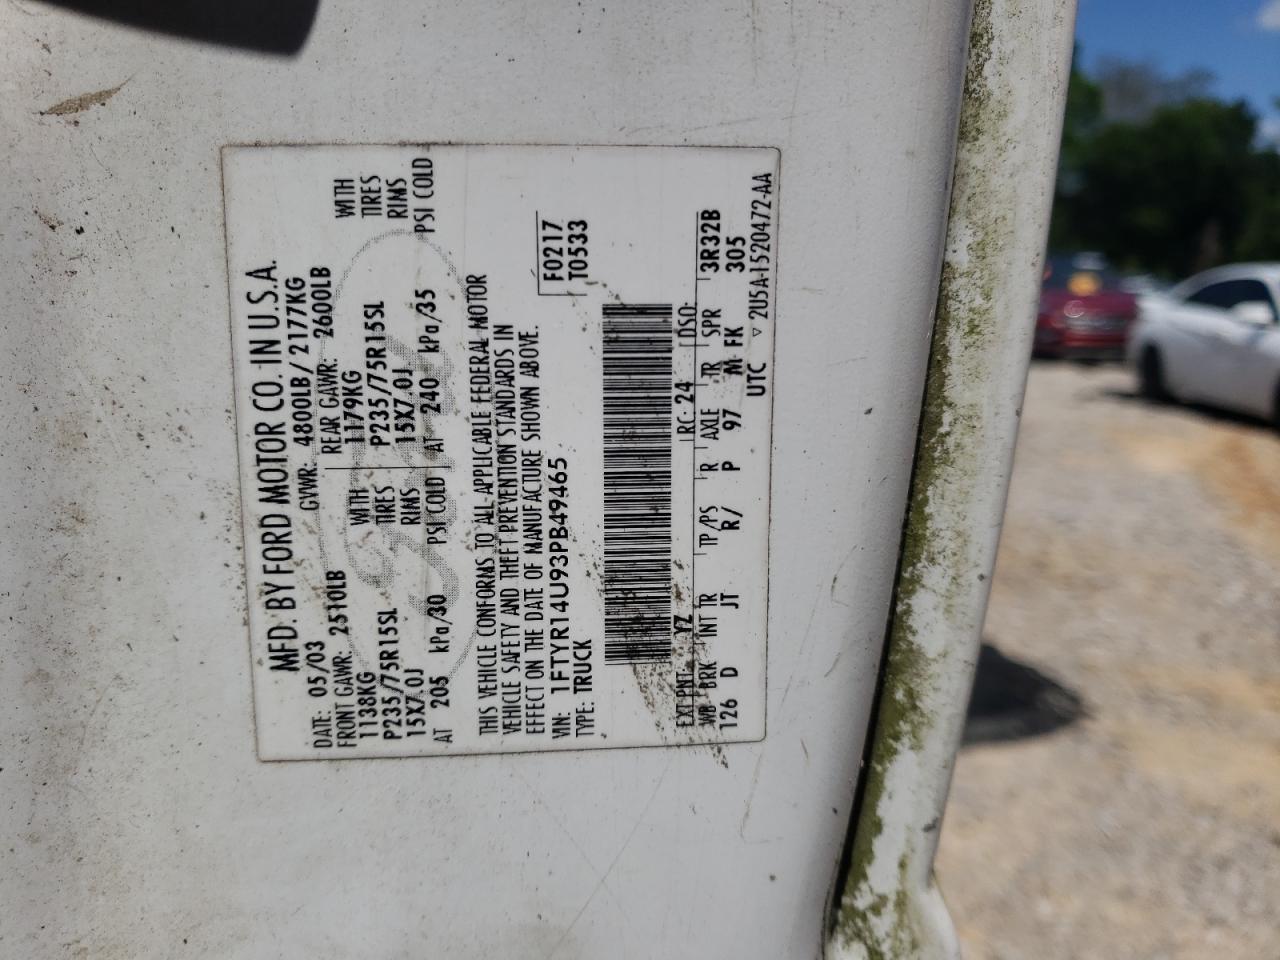 MFD. BY FORD MOTOR CO. IN U.S.A.
DATE: 05/03 GVWR: 4800LB/2177KG
FRONT GAWR: 2510LB REAR GAWR: 2600LB
1138KG WITH 1179KG WITH
P235/75R15SL TIRES P235/75R15SL TIRES
15X7.0J RIMS 15X7.0J RIMS
AT 205 kPa/30 PSI COLD AT 240 kPa/35 PSI COLD
THIS VEHICLE CONFORMS TO ALL APPLICABLE FEDERAL MOTOR
VEHICLE SAFETY AND THEFT PREVENTION STANDARDS IN
EFFECT ON THE DATE OF MANUFACTURE SHOWN ABOVE.
VIN: 1FTYR14U93PB49465 F0217
TYPE: TRUCK T0533
EXT PNT: YZ RC: 24 DSO:
WB BRK INT TR TP/PS R AXLE TR SPR 3R32B
126 D JT R/ P 97 M FK 305
UTC ▽ 2U5A-1520472-AA